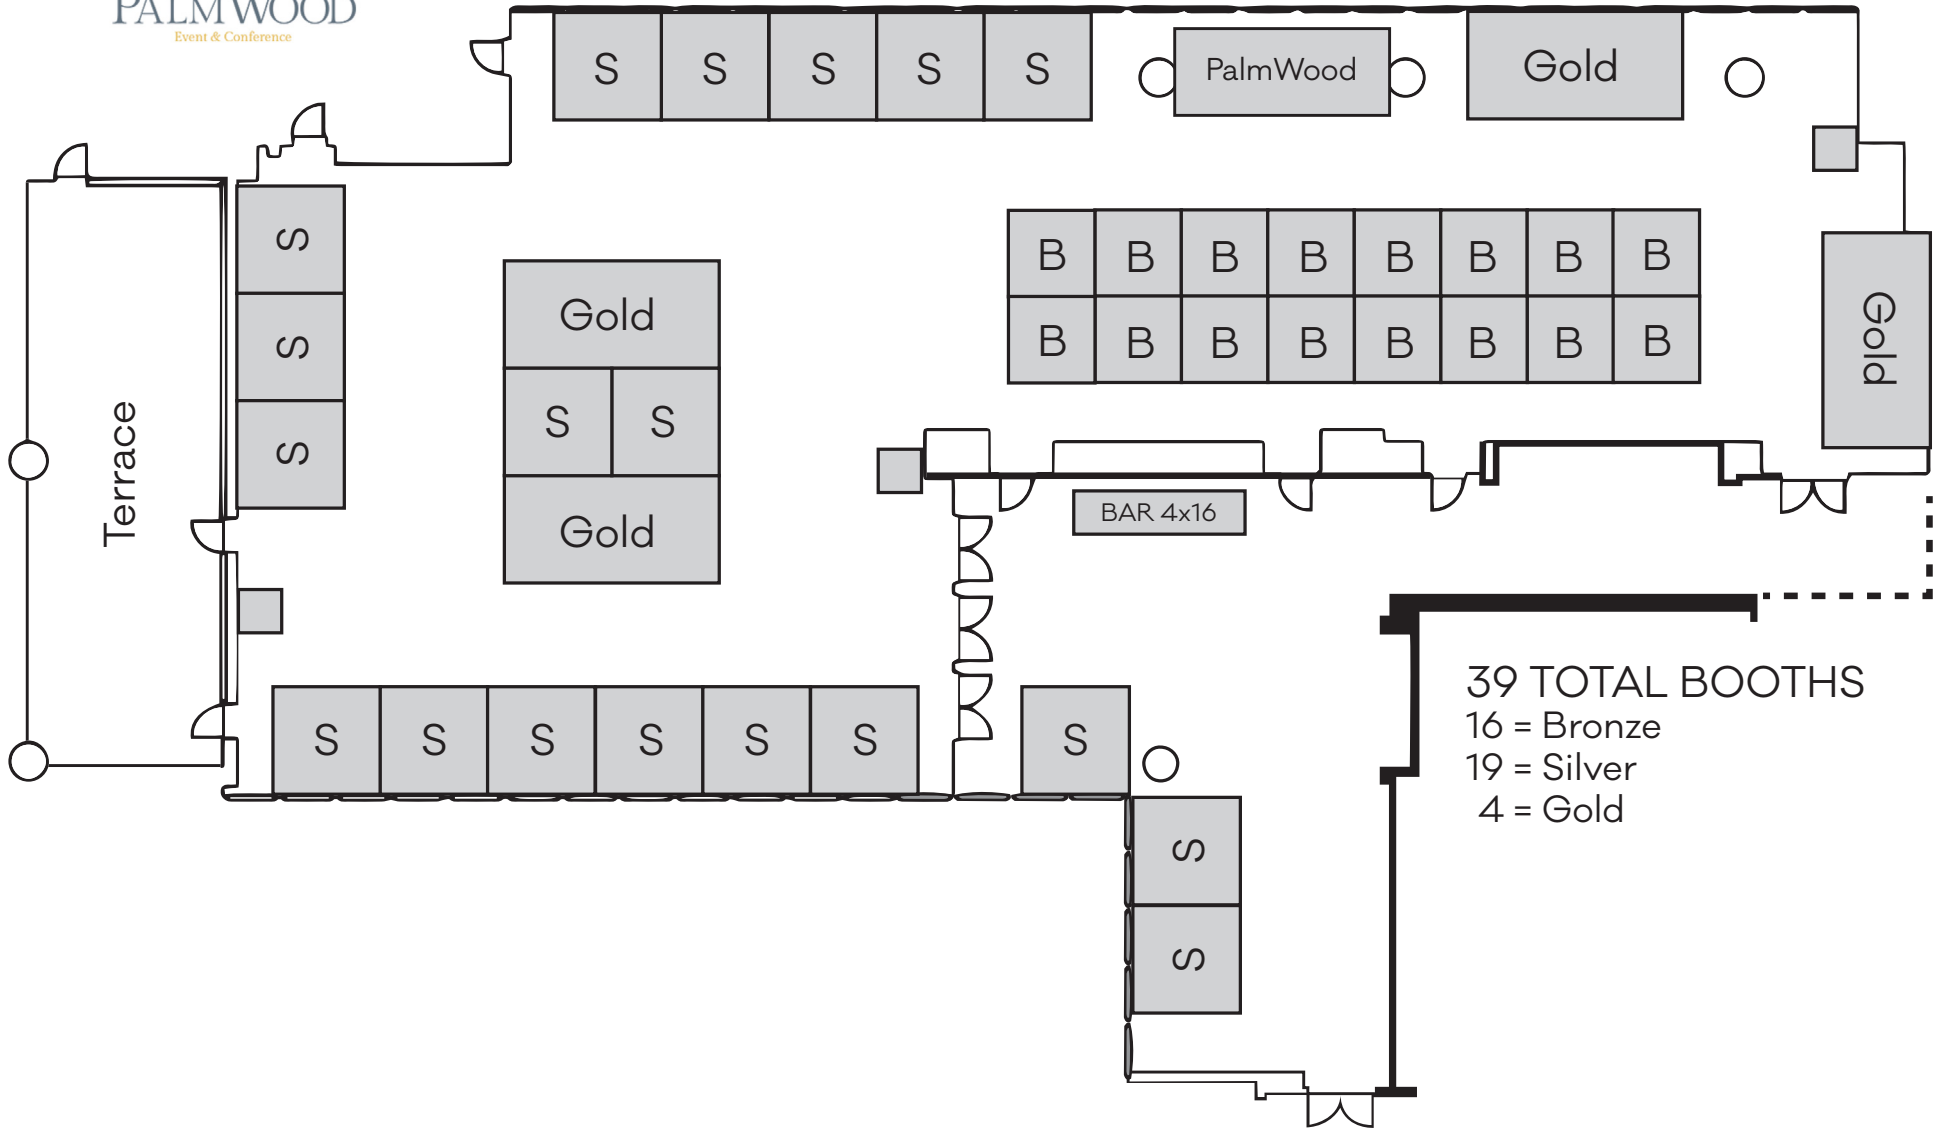 PALMWOOD
Event & Conference
S S S S S
PalmWood
Gold
S
S
S
Terrace
Gold
S S
Gold
B B B B B B B B
B B B B B B B B
Gold
BAR 4x16
S S S S S S
S
S
S
39 TOTAL BOOTHS
16 = Bronze
19 = Silver
4 = Gold